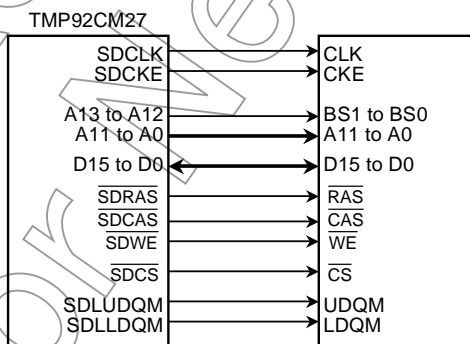 TMP92CM27
SDCLK CLK
SDCKE CKE
A13 to A12 BS1 to BS0
A11 to A0 A11 to A0
D15 to D0 D15 to D0
SDRAS RAS
SDCAS CAS
SDWE WE
SDCS CS
SDLUDQM UDQM
SDLLDQM LDQM